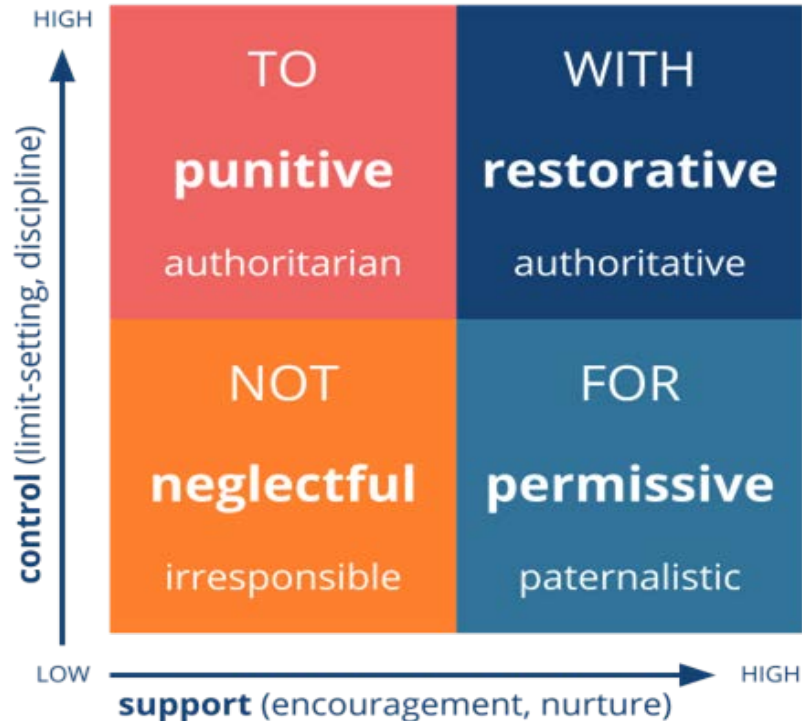 HIGH
control (limit-setting, discipline)
TO
punitive
authoritarian
WITH
restorative
authoritative
NOT
neglectful
irresponsible
FOR
permissive
paternalistic
LOW
HIGH
support (encouragement, nurture)